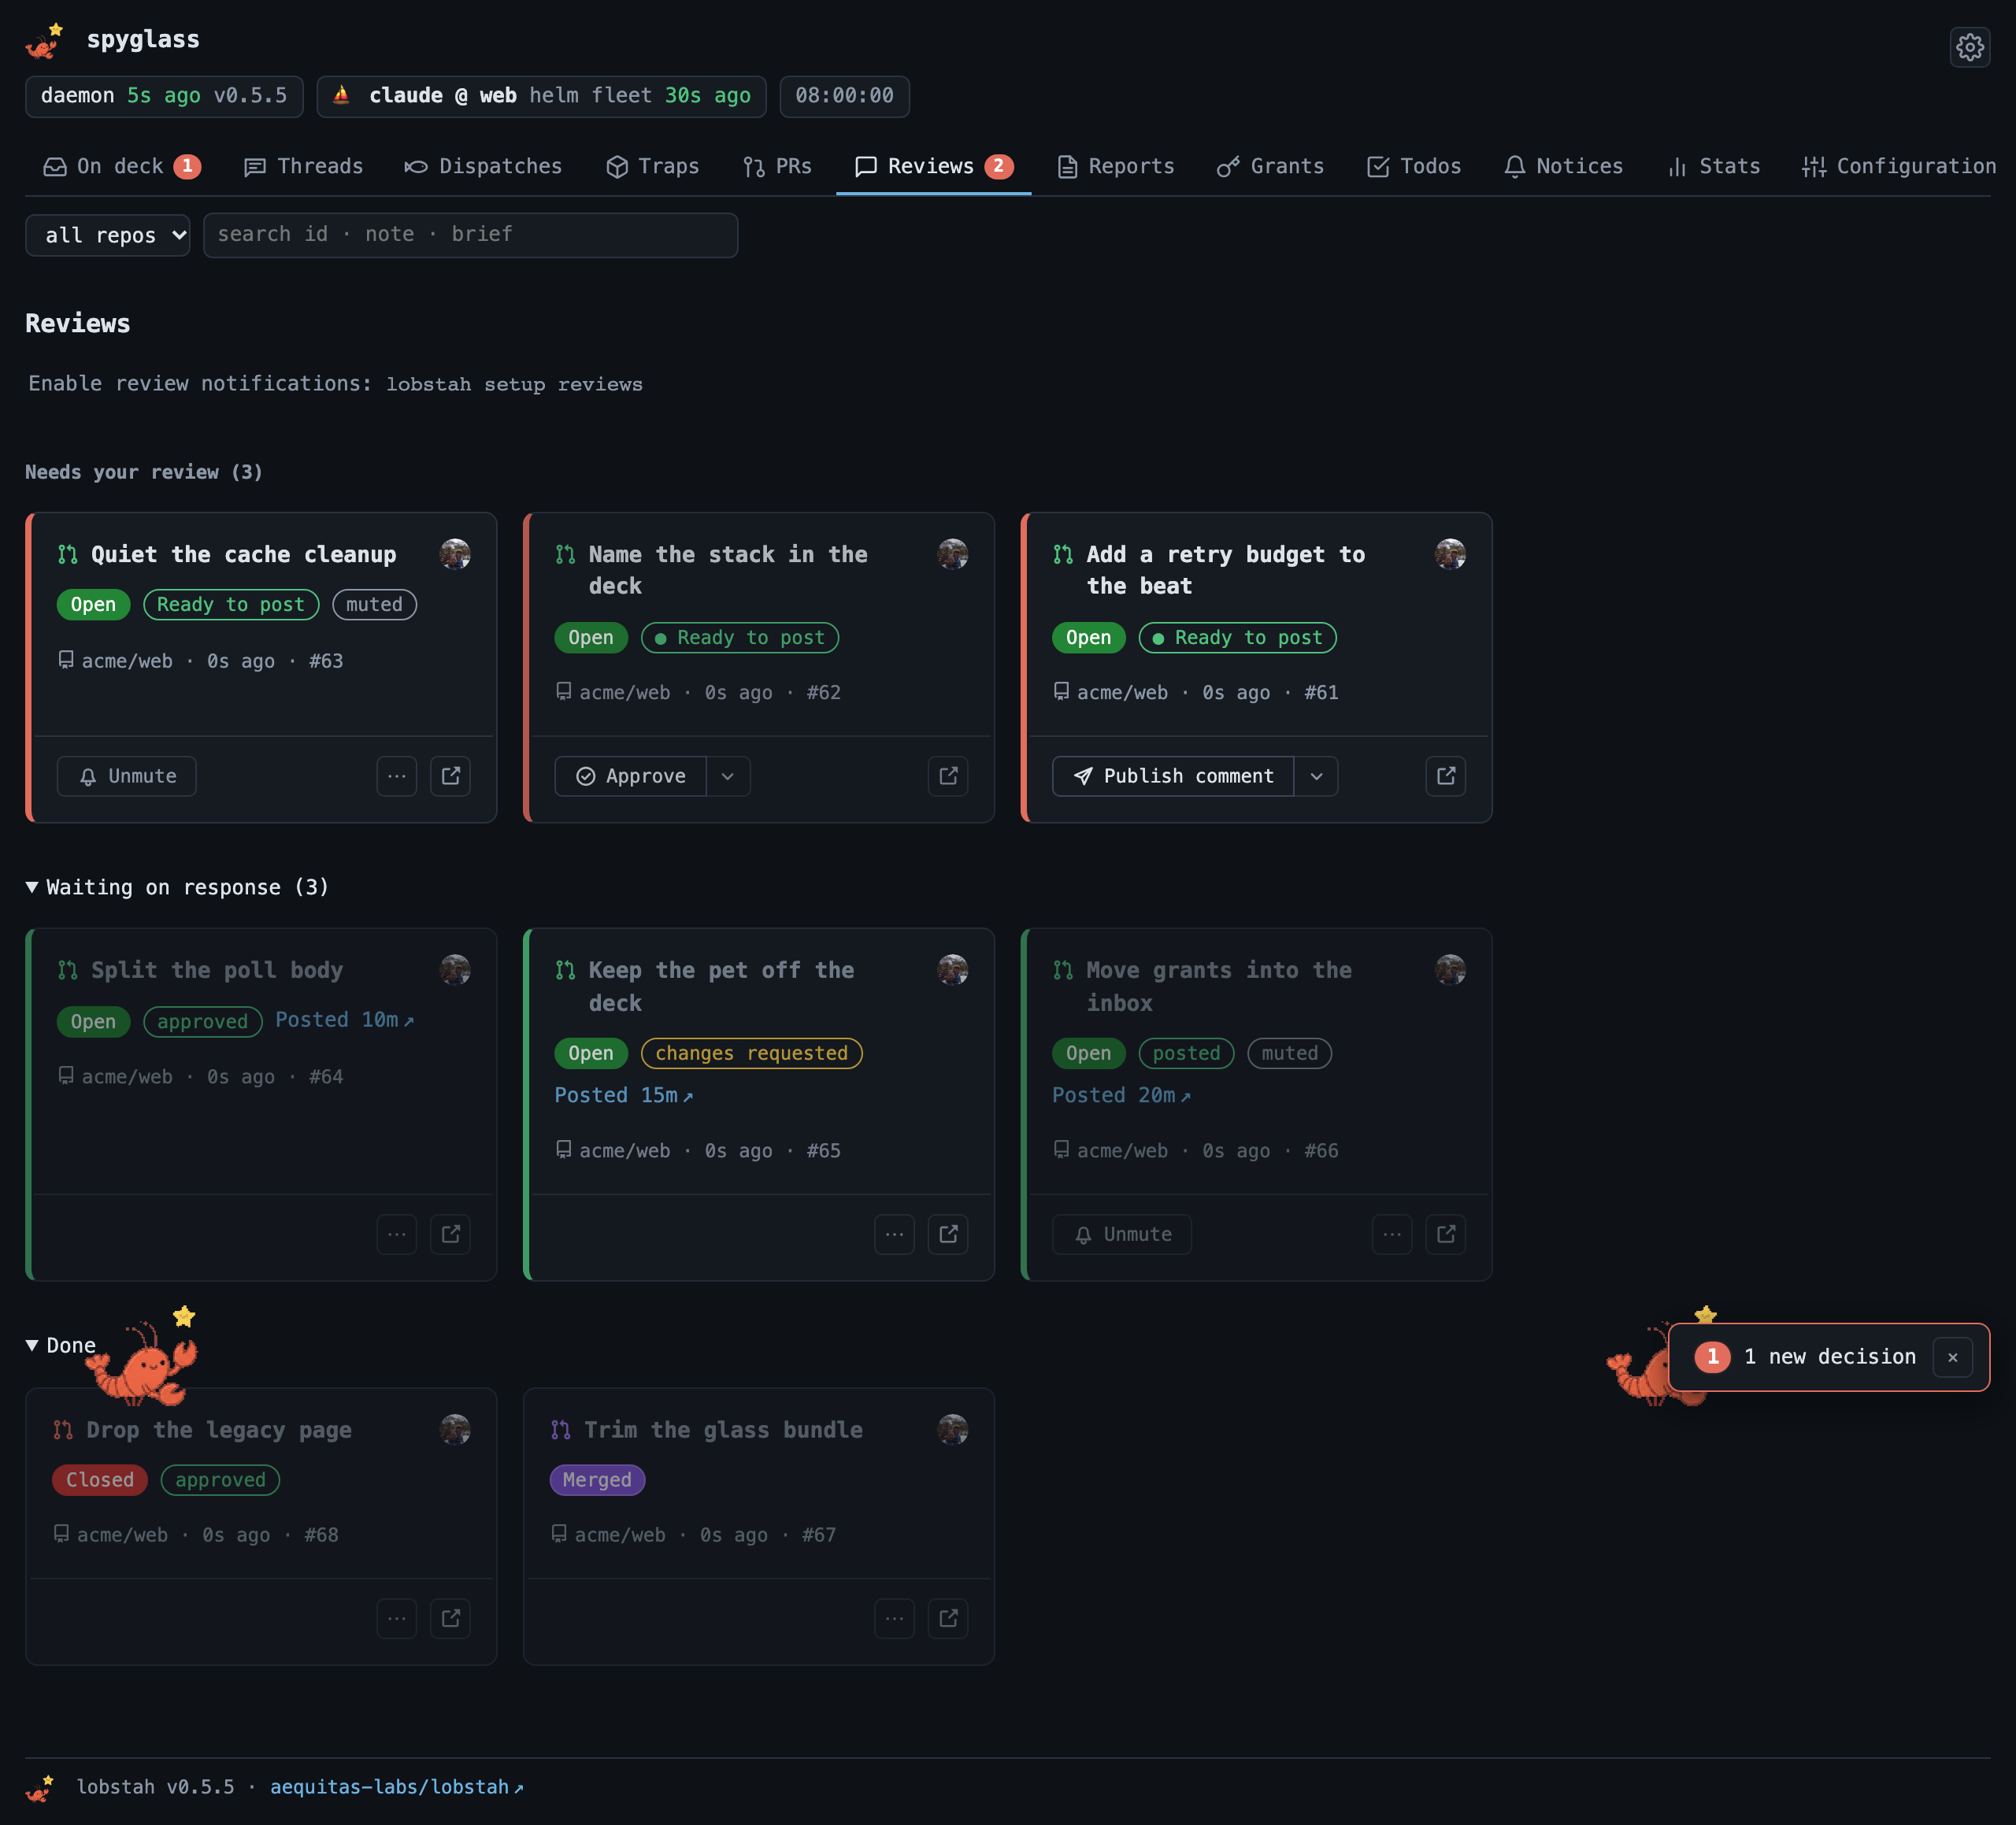 spyglass
daemon 5s ago v0.5.5
claude @ web helm fleet 30s ago
08:00:00
On deck 1
Threads
Dispatches
Traps
PRs
Reviews 2
Reports
Grants
Todos
Notices
Stats
Configuration
all repos
search id · note · brief
Reviews
Enable review notifications: lobstah setup reviews
Needs your review (3)
Quiet the cache cleanup
Open Ready to post muted
acme/web · 0s ago · #63
Unmute
...
Name the stack in the
deck
Open ● Ready to post
acme/web · 0s ago · #62
Approve
Add a retry budget to
the beat
Open ● Ready to post
acme/web · 0s ago · #61
Publish comment
▼ Waiting on response (3)
Split the poll body
Open approved Posted 10m↗
acme/web · 0s ago · #64
...
Keep the pet off the
deck
Open changes requested
Posted 15m↗
acme/web · 0s ago · #65
...
Move grants into the
inbox
Open posted muted
Posted 20m↗
acme/web · 0s ago · #66
Unmute
...
▼ Done
1 1 new decision ×
Drop the legacy page
Closed approved
acme/web · 0s ago · #68
...
Trim the glass bundle
Merged
acme/web · 0s ago · #67
...
lobstah v0.5.5 · aequitas-labs/lobstah↗